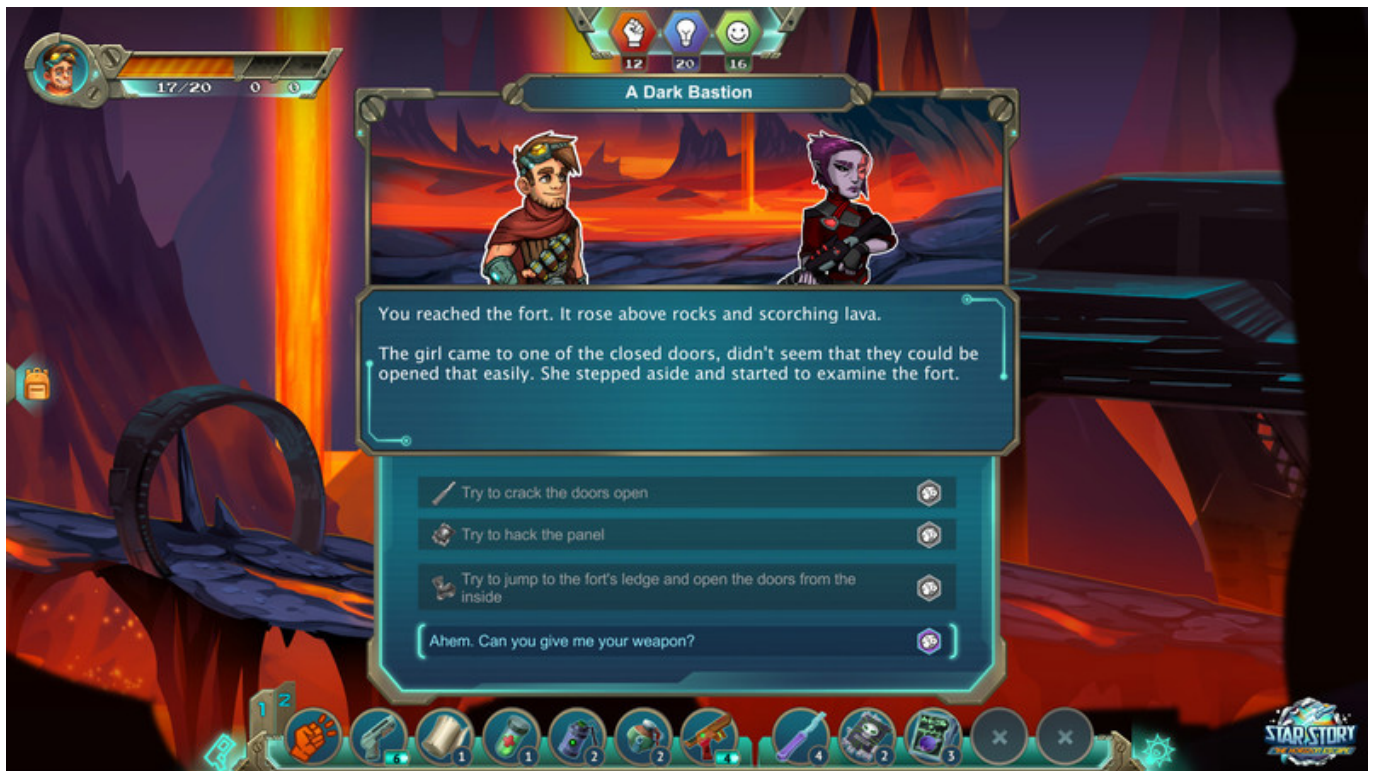 12 20 16
17/20 0 0
A Dark Bastion
You reached the fort. It rose above rocks and scorching lava.
The girl came to one of the closed doors, didn't seem that they could be
opened that easily. She stepped aside and started to examine the fort.
Try to crack the doors open
Try to hack the panel
Try to jump to the fort's ledge and open the doors from the
inside
Ahem. Can you give me your weapon?
1 2
6 1 1 2 2 4 4 2 3
STAR STORY
THE HORIZON ESCAPE